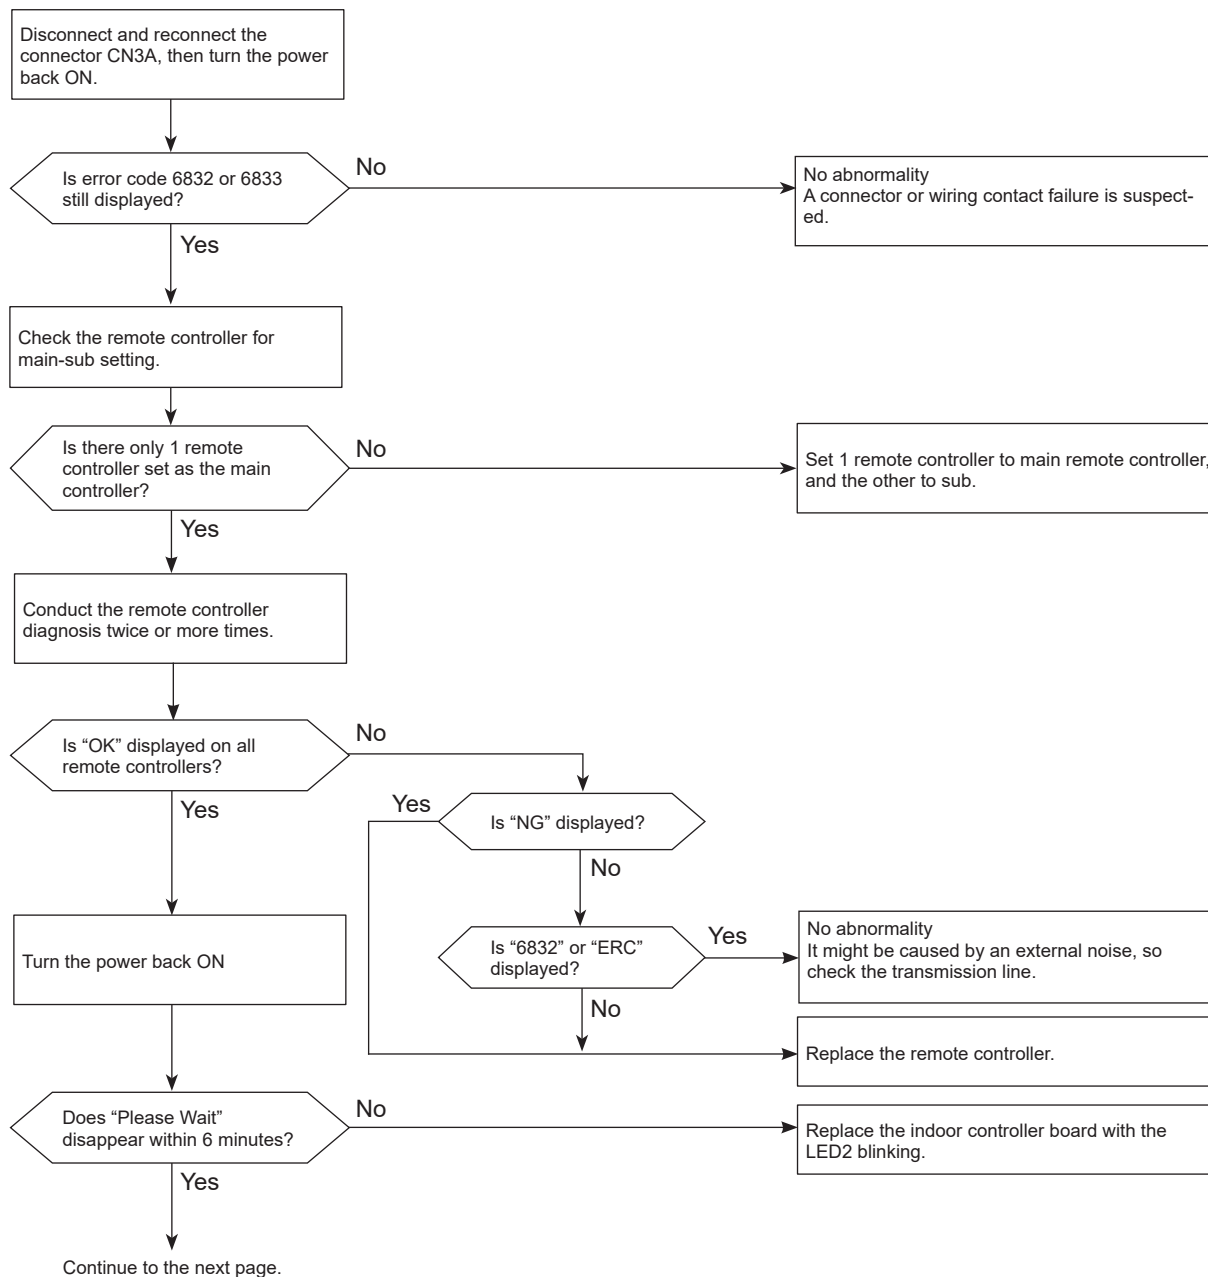 Disconnect and reconnect the
connector CN3A, then turn the power
back ON.
Is error code 6832 or 6833
still displayed?
No
No abnormality
A connector or wiring contact failure is suspect-
ed.
Yes
Check the remote controller for
main-sub setting.
Is there only 1 remote
controller set as the main
controller?
No
Set 1 remote controller to main remote controller,
and the other to sub.
Yes
Conduct the remote controller
diagnosis twice or more times.
Is “OK” displayed on all
remote controllers?
No
Yes
Yes
Is “NG” displayed?
No
Is “6832” or “ERC”
displayed?
Yes
No abnormality
It might be caused by an external noise, so
check the transmission line.
Turn the power back ON
No
Replace the remote controller.
Does “Please Wait”
disappear within 6 minutes?
No
Replace the indoor controller board with the
LED2 blinking.
Yes
Continue to the next page.